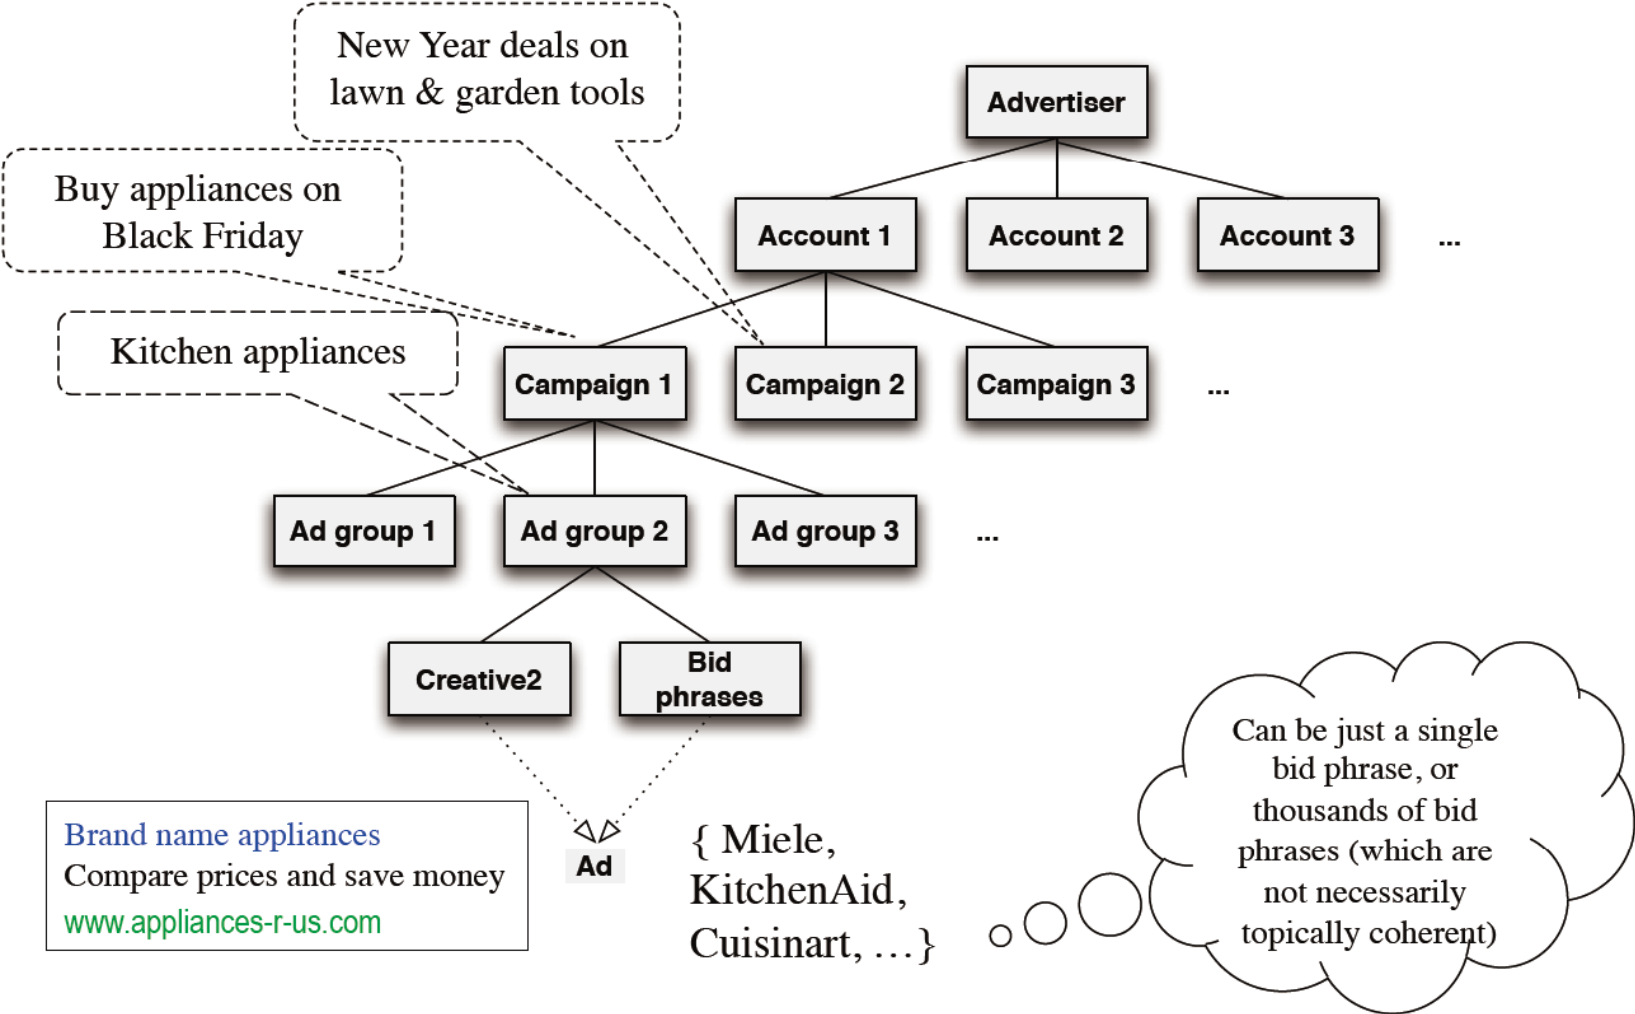 New Year deals on
lawn & garden tools
Advertiser
Buy appliances on
Black Friday
Account 1
Account 2
Account 3
...
Kitchen appliances
Campaign 1
Campaign 2
Campaign 3
...
Ad group 1
Ad group 2
Ad group 3
...
Creative2
Bid
phrases
Can be just a single
bid phrase, or
thousands of bid
phrases (which are
not necessarily
topically coherent)
Brand name appliances
Compare prices and save money
www.appliances-r-us.com
Ad
{ Miele,
KitchenAid,
Cuisinart, ...}